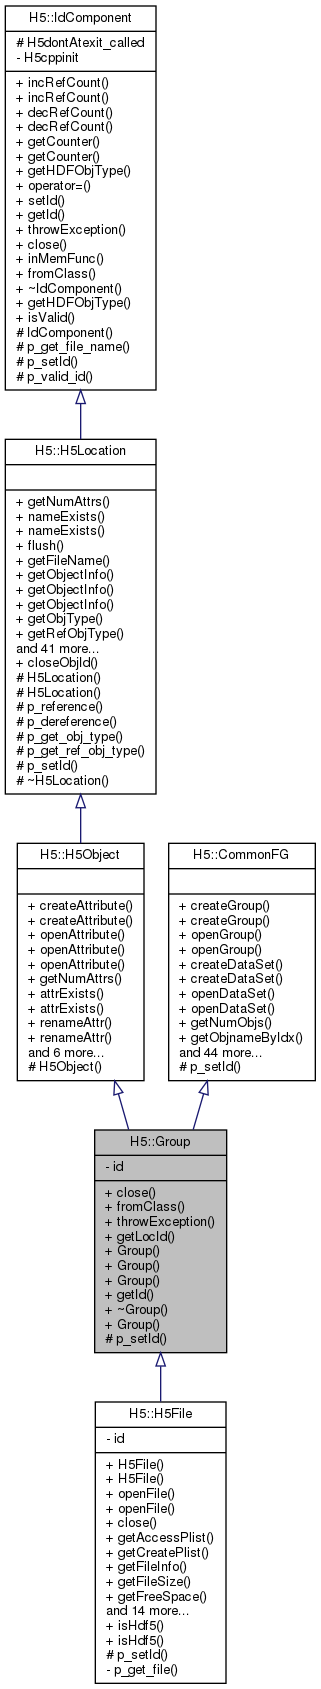 H5::IdComponent
# H5dontAtexit_called
- H5cppinit
+ incRefCount()
+ incRefCount()
+ decRefCount()
+ decRefCount()
+ getCounter()
+ getCounter()
+ getHDFObjType()
+ operator=()
+ setId()
+ getId()
+ throwException()
+ close()
+ inMemFunc()
+ fromClass()
+ ~IdComponent()
+ getHDFObjType()
+ isValid()
# IdComponent()
# p_get_file_name()
# p_setId()
# p_valid_id()
H5::H5Location
+ getNumAttrs()
+ nameExists()
+ nameExists()
+ flush()
+ getFileName()
+ getObjectInfo()
+ getObjectInfo()
+ getObjectInfo()
+ getObjType()
+ getRefObjType()
and 41 more...
+ closeObjId()
# H5Location()
# H5Location()
# p_reference()
# p_dereference()
# p_get_obj_type()
# p_get_ref_obj_type()
# p_setId()
# ~H5Location()
H5::H5Object
+ createAttribute()
+ createAttribute()
+ openAttribute()
+ openAttribute()
+ openAttribute()
+ getNumAttrs()
+ attrExists()
+ attrExists()
+ renameAttr()
+ renameAttr()
and 6 more...
# H5Object()
H5::CommonFG
+ createGroup()
+ createGroup()
+ openGroup()
+ openGroup()
+ createDataSet()
+ createDataSet()
+ openDataSet()
+ openDataSet()
+ getNumObjs()
+ getObjnameByIdx()
and 44 more...
# p_setId()
H5::Group
- id
+ close()
+ fromClass()
+ throwException()
+ getLocId()
+ Group()
+ Group()
+ Group()
+ getId()
+ ~Group()
+ Group()
# p_setId()
H5::H5File
- id
+ H5File()
+ H5File()
+ openFile()
+ openFile()
+ close()
+ getAccessPlist()
+ getCreatePlist()
+ getFileInfo()
+ getFileSize()
+ getFreeSpace()
and 14 more...
+ isHdf5()
+ isHdf5()
# p_setId()
- p_get_file()